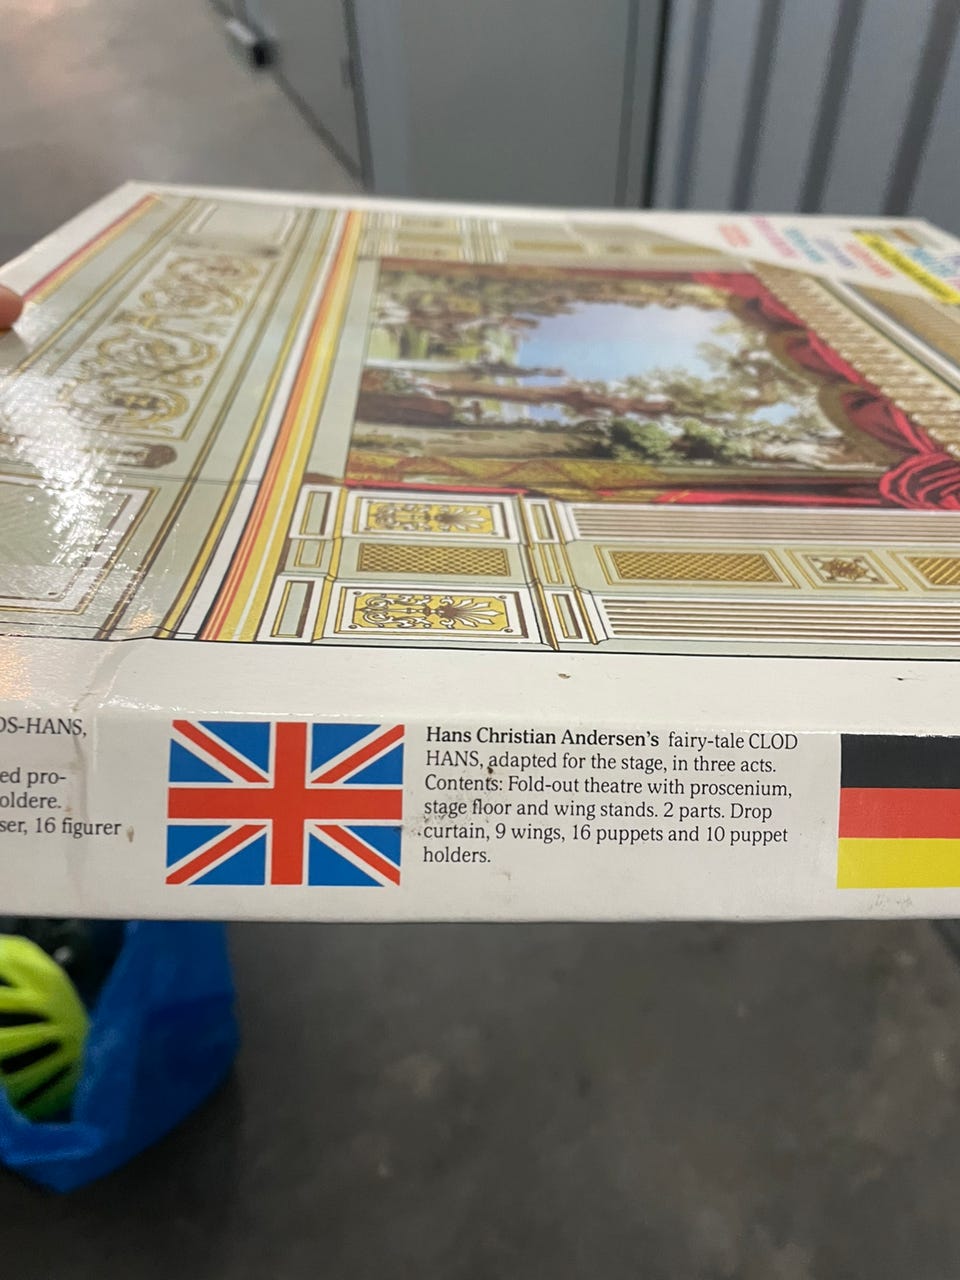 OS-HANS,
ed pro-
oldere.
ser, 16 figurer
Hans Christian Andersen's fairy-tale CLOD
HANS, adapted for the stage, in three acts.
Contents: Fold-out theatre with proscenium,
stage floor and wing stands. 2 parts. Drop
curtain, 9 wings, 16 puppets and 10 puppet
holders.